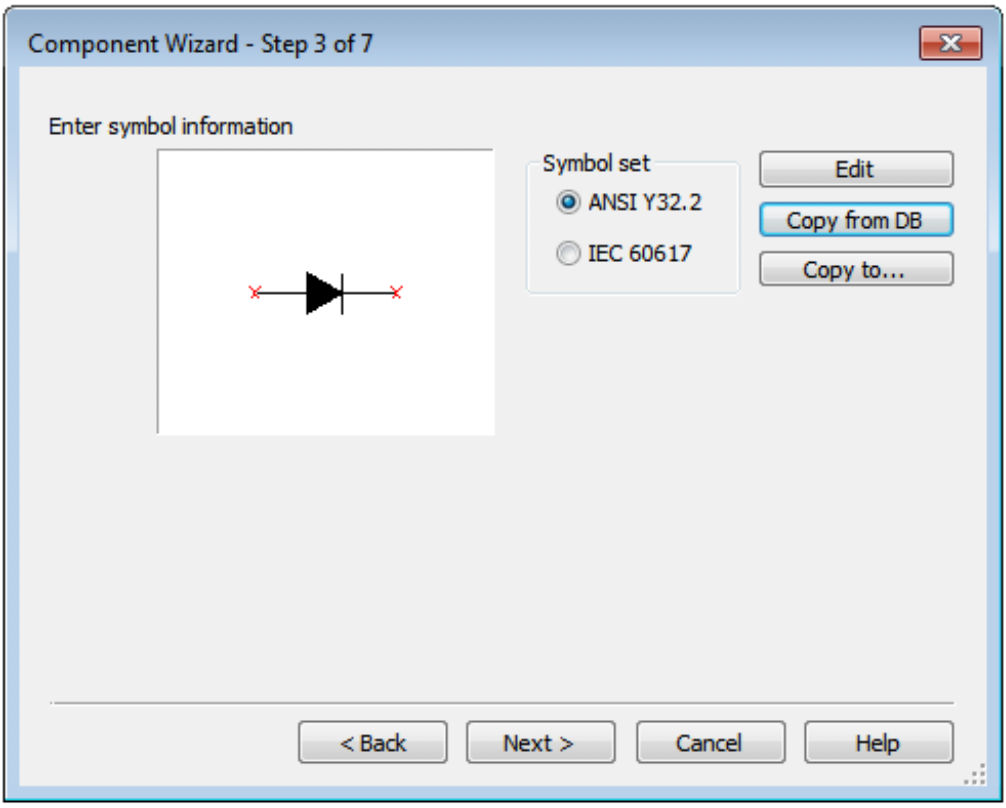 Component Wizard - Step 3 of 7
Enter symbol information
Symbol set
ANSI Y32.2
IEC 60617
Edit
Copy from DB
Copy to...
< Back
Next >
Cancel
Help